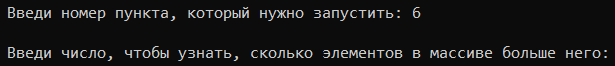 Введи номер пункта, который нужно запустить: 6
Введи число, чтобы узнать, сколько элементов в массиве больше него: